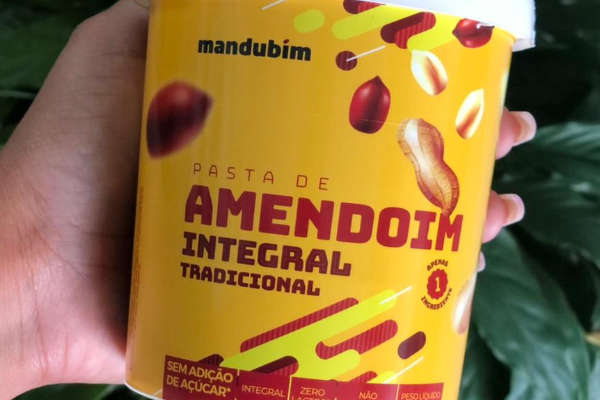 mandubim
PASTA DE
AMENDOIM
INTEGRAL
TRADICIONAL
APENAS
1
INGREDIENTE
SEM ADIÇÃO
DE AÇÚCAR*
INTEGRAL
ZERO
NÃO
PESO LÍQUIDO